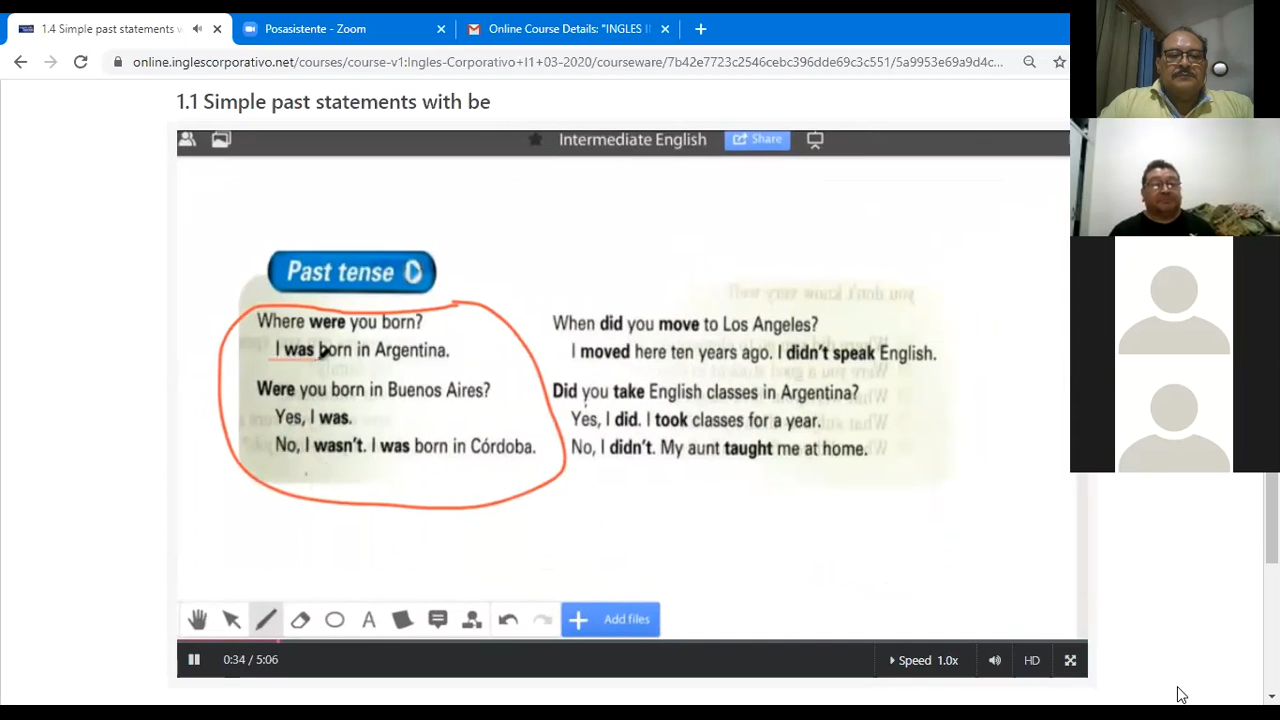 1.4 Simple past statements w
Posasistente - Zoom
Online Course Details: "INGLES II
online.inglescorporativo.net/courses/course-v1:Ingles-Corporativo+I1+03-2020/courseware/7b42e7723c2546cebc396dde69c3c551/5a9953e69a9d4c...
1.1 Simple past statements with be
Intermediate English
Share
Past tense
Where were you born?
I was born in Argentina.
Were you born in Buenos Aires?
Yes, I was.
No, I wasn't. I was born in Córdoba.
When did you move to Los Angeles?
I moved here ten years ago. I didn't speak English.
Did you take English classes in Argentina?
Yes, I did. I took classes for a year.
No, I didn't. My aunt taught me at home.
A
Add files
0:34 / 5:06
Speed 1.0x
HD